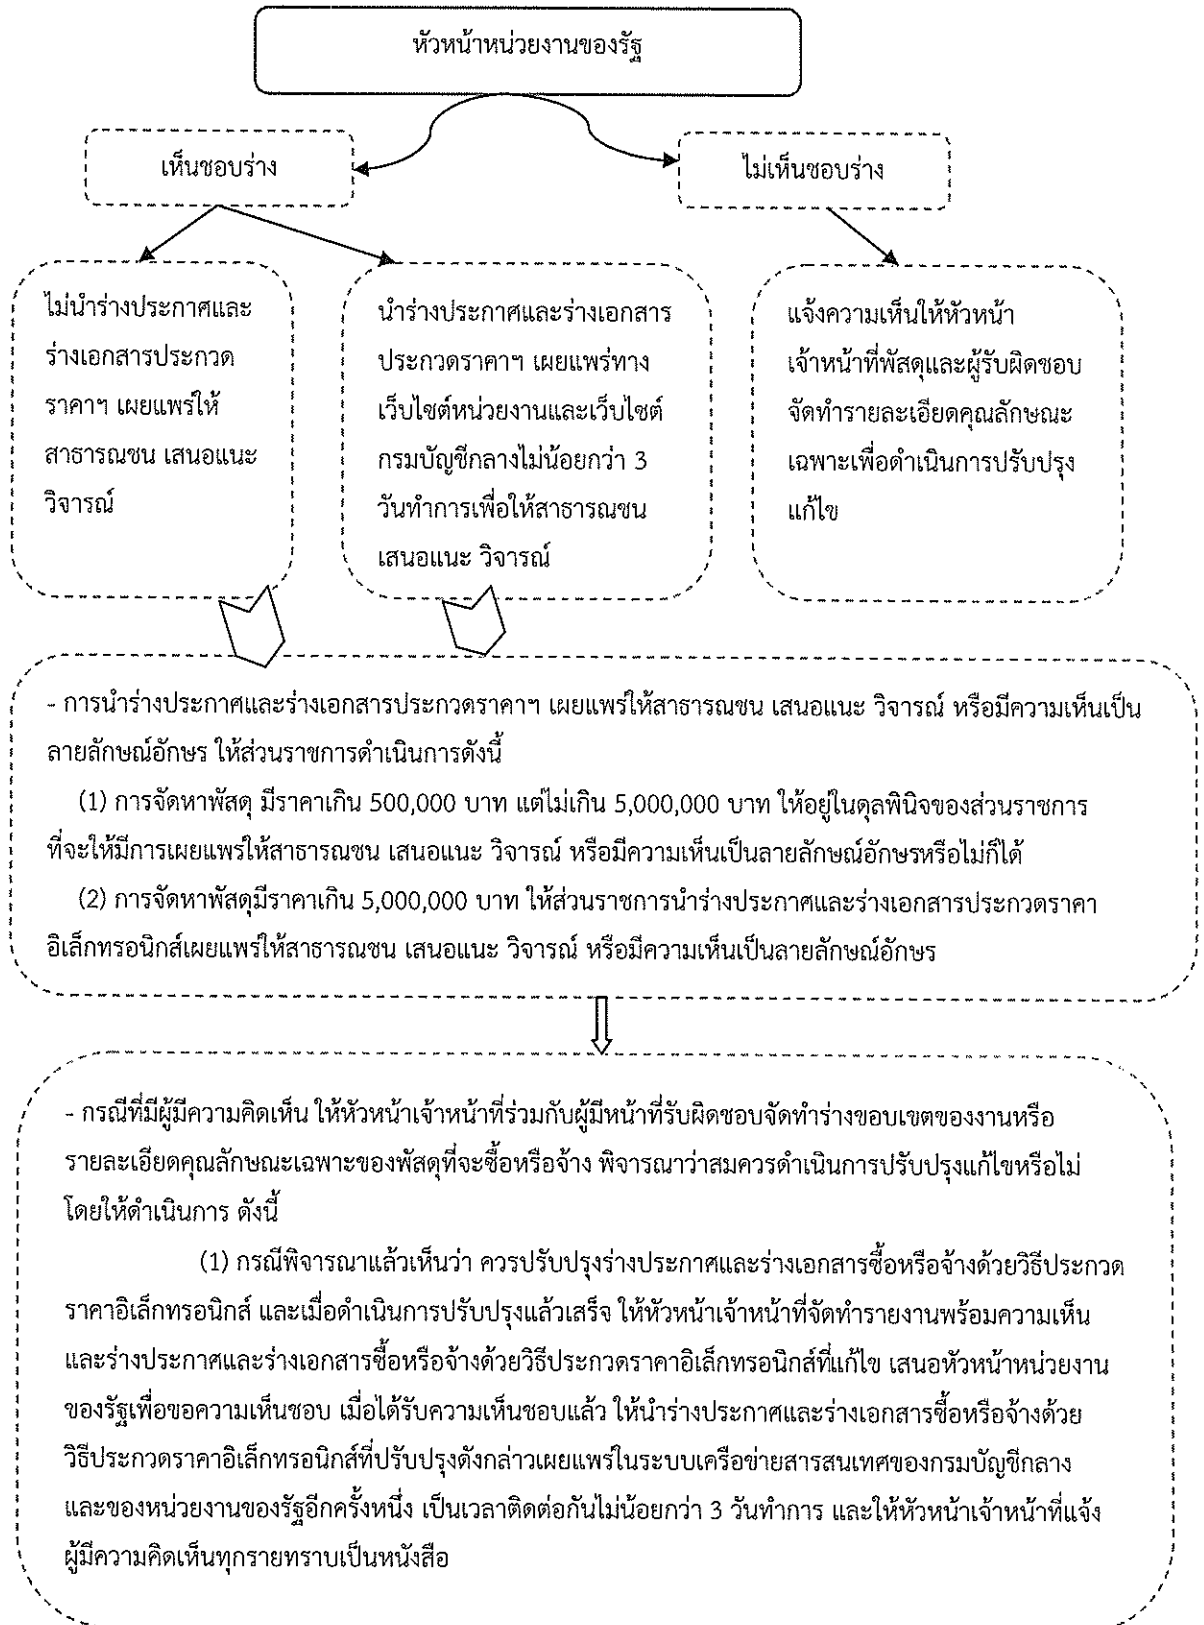 หัวหน้าหน่วยงานของรัฐ
เห็นชอบร่าง
ไม่เห็นชอบร่าง
ไม่นำร่างประกาศและ
ร่างเอกสารประกวด
ราคาฯ เผยแพร่ให้
สาธารณชน เสนอแนะ
วิจารณ์
นำร่างประกาศและร่างเอกสาร
ประกวดราคาฯ เผยแพร่ทาง
เว็บไซต์หน่วยงานและเว็บไซต์
กรมบัญชีกลางไม่น้อยกว่า 3
วันทำการเพื่อให้สาธารณชน
เสนอแนะ วิจารณ์
แจ้งความเห็นให้หัวหน้า
เจ้าหน้าที่พัสดุและผู้รับผิดชอบ
จัดทำรายละเอียดคุณลักษณะ
เฉพาะเพื่อดำเนินการปรับปรุง
แก้ไข
- การนำร่างประกาศและร่างเอกสารประกวดราคาฯ เผยแพร่ให้สาธารณชน เสนอแนะ วิจารณ์ หรือมีความเห็นเป็น
ลายลักษณ์อักษร ให้ส่วนราชการดำเนินการดังนี้
(1) การจัดหาพัสดุ มีราคาเกิน 500,000 บาท แต่ไม่เกิน 5,000,000 บาท ให้อยู่ในดุลพินิจของส่วนราชการ
ที่จะให้มีการเผยแพร่ให้สาธารณชน เสนอแนะ วิจารณ์ หรือมีความเห็นเป็นลายลักษณ์อักษรหรือไม่ก็ได้
(2) การจัดหาพัสดุมีราคาเกิน 5,000,000 บาท ให้ส่วนราชการนำร่างประกาศและร่างเอกสารประกวดราคา
อิเล็กทรอนิกส์เผยแพร่ให้สาธารณชน เสนอแนะ วิจารณ์ หรือมีความเห็นเป็นลายลักษณ์อักษร
- กรณีที่มีผู้มีความคิดเห็น ให้หัวหน้าเจ้าหน้าที่ร่วมกับผู้มีหน้าที่รับผิดชอบจัดทำร่างขอบเขตของงานหรือ
รายละเอียดคุณลักษณะเฉพาะของพัสดุที่จะซื้อหรือจ้าง พิจารณาว่าสมควรดำเนินการปรับปรุงแก้ไขหรือไม่
โดยให้ดำเนินการ ดังนี้
(1) กรณีพิจารณาแล้วเห็นว่า ควรปรับปรุงร่างประกาศและร่างเอกสารซื้อหรือจ้างด้วยวิธีประกวด
ราคาอิเล็กทรอนิกส์ และเมื่อดำเนินการปรับปรุงแล้วเสร็จ ให้หัวหน้าเจ้าหน้าที่จัดทำรายงานพร้อมความเห็น
และร่างประกาศและร่างเอกสารซื้อหรือจ้างด้วยวิธีประกวดราคาอิเล็กทรอนิกส์ที่แก้ไข เสนอหัวหน้าหน่วยงาน
ของรัฐเพื่อขอความเห็นชอบ เมื่อได้รับความเห็นชอบแล้ว ให้นำร่างประกาศและร่างเอกสารซื้อหรือจ้างด้วย
วิธีประกวดราคาอิเล็กทรอนิกส์ที่ปรับปรุงดังกล่าวเผยแพร่ในระบบเครือข่ายสารสนเทศของกรมบัญชีกลาง
และของหน่วยงานของรัฐอีกครั้งหนึ่ง เป็นเวลาติดต่อกันไม่น้อยกว่า 3 วันทำการ และให้หัวหน้าเจ้าหน้าที่แจ้ง
ผู้มีความคิดเห็นทุกรายทราบเป็นหนังสือ